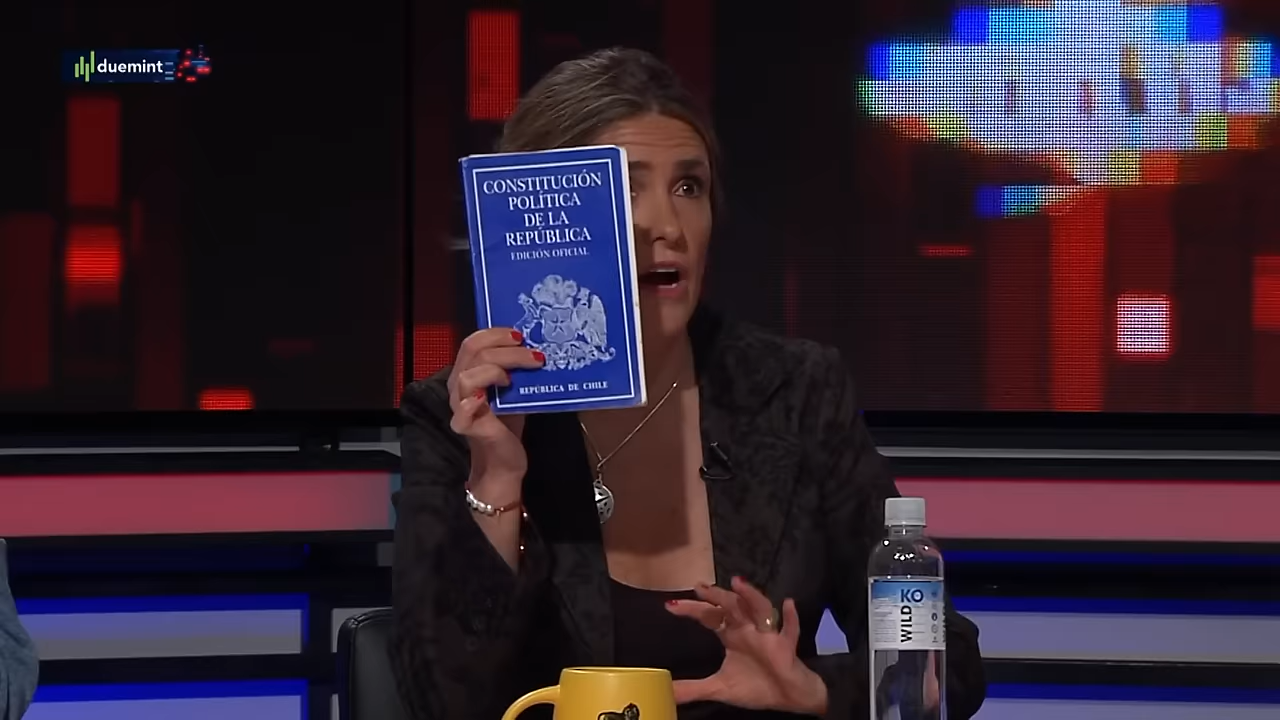 duemint
CONSTITUCIÓN
POLÍTICA
DE LA
REPÚBLICA
EDICIÓN OFICIAL
REPÚBLICA DE CHILE
KO
WILD